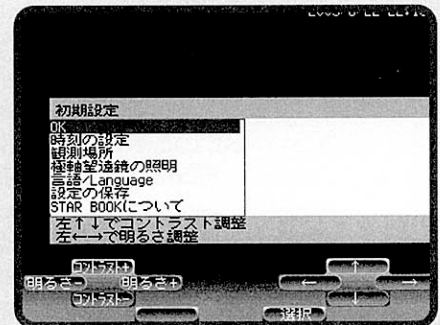 初期設定
OK
時刻の設定
観測場所
極軸望遠鏡の照明
言語/Language
設定の保存
STAR BOOKについて
左↑↓でコントラスト調整
左←→で明るさ調整
コントラスト+
明るさ- 明るさ+
コントラスト-
↑
← →
↓
選択